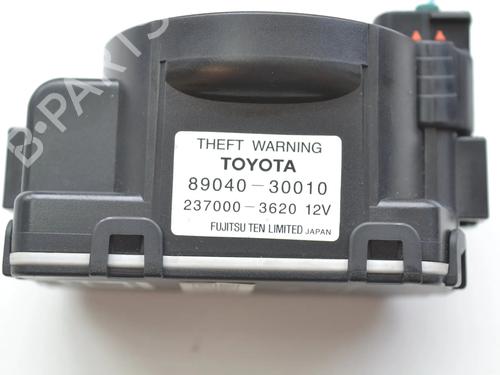 B-PARTS
THEFT WARNING
TOYOTA
89040-30010
237000-3620 12V
FUJITSU TEN LIMITED JAPAN